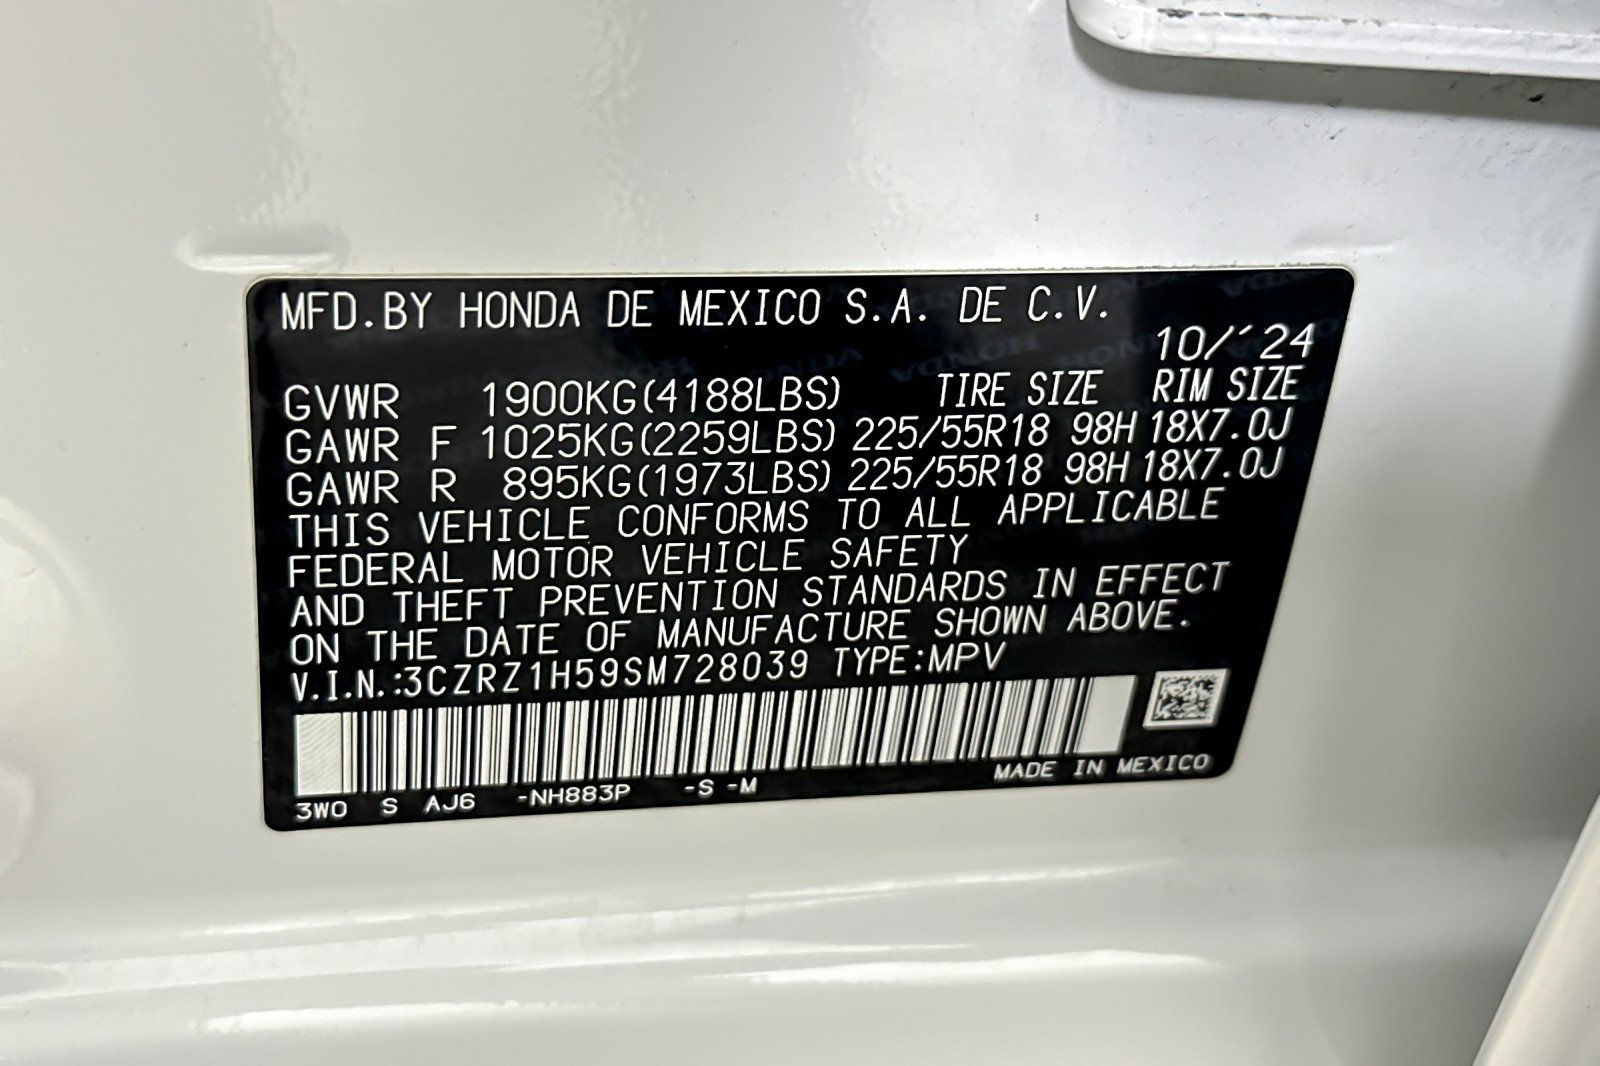 MFD.BY HONDA DE MEXICO S.A. DE C.V.
10/´24
GVWR 1900KG(4188LBS) TIRE SIZE RIM SIZE
GAWR F 1025KG(2259LBS) 225/55R18 98H 18X7.0J
GAWR R 895KG(1973LBS) 225/55R18 98H 18X7.0J
THIS VEHICLE CONFORMS TO ALL APPLICABLE
FEDERAL MOTOR VEHICLE SAFETY
AND THEFT PREVENTION STANDARDS IN EFFECT
ON THE DATE OF MANUFACTURE SHOWN ABOVE.
V.I.N.:3CZRZ1H59SM728039 TYPE:MPV
3W0 S AJ6 -NH883P -S -M MADE IN MEXICO